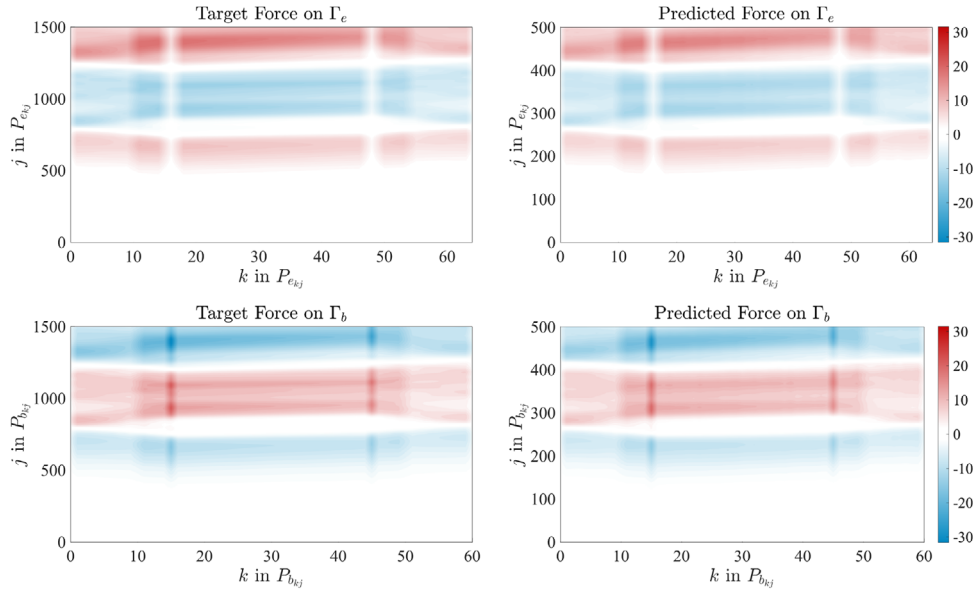 Target Force on Γₑ
1500
1000
500
0
j in P_{e_{kj}}
0 10 20 30 40 50 60
k in P_{e_{kj}}
Predicted Force on Γₑ
500
400
300
200
100
0
j in P_{e_{kj}}
0 10 20 30 40 50 60
k in P_{e_{kj}}
30
20
10
0
-10
-20
-30
Target Force on Γ_b
1500
1000
500
0
j in P_{b_{kj}}
0 10 20 30 40 50 60
k in P_{b_{kj}}
Predicted Force on Γ_b
500
400
300
200
100
0
j in P_{b_{kj}}
0 10 20 30 40 50 60
k in P_{b_{kj}}
30
20
10
0
-10
-20
-30